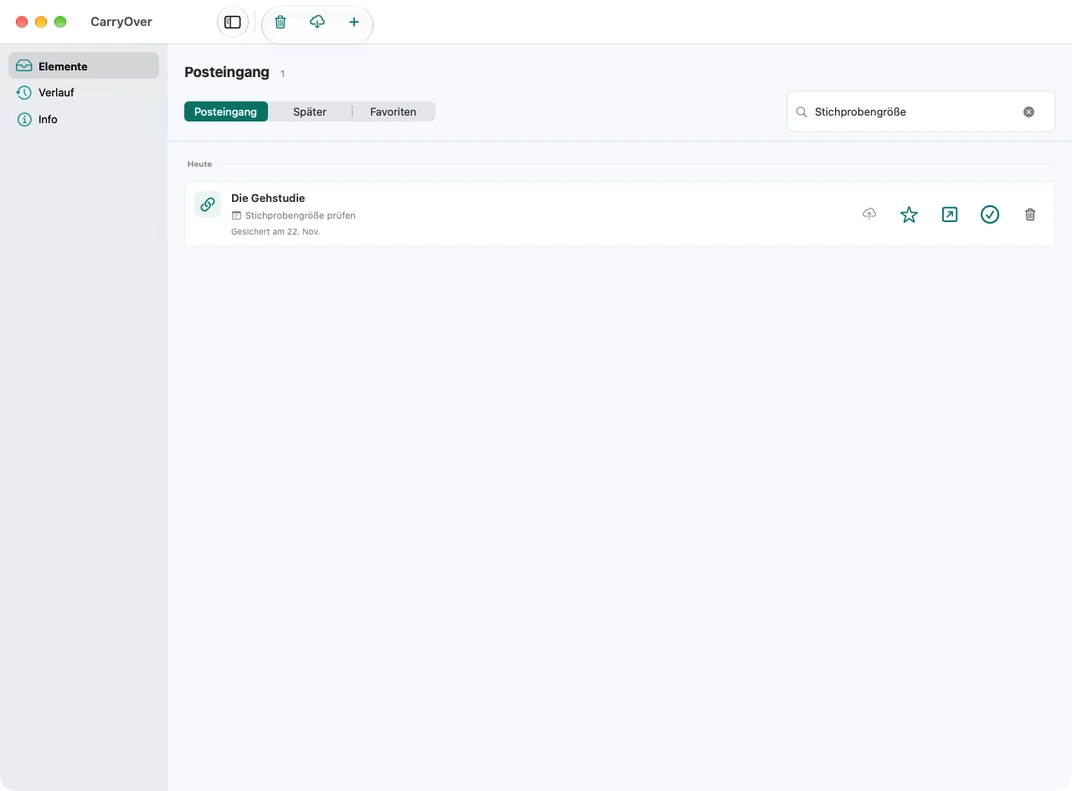 CarryOver
Elemente
Verlauf
Info
Posteingang 1
Posteingang Später Favoriten
Stichprobengröße
Heute
Die Gehstudie
Stichprobengröße prüfen
Gesichert am 22. Nov.